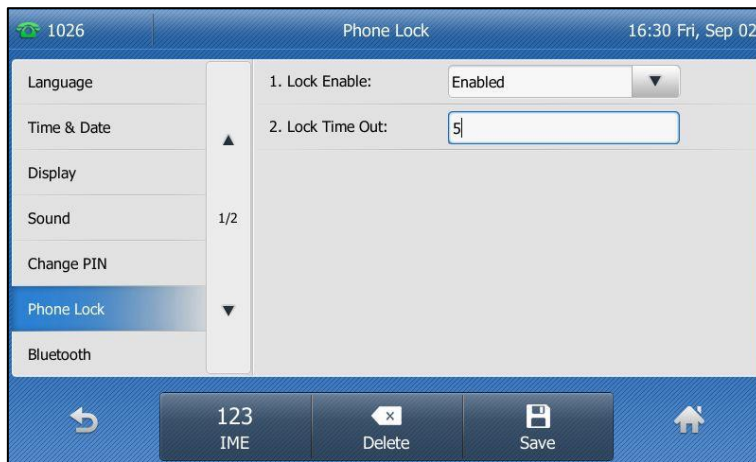 1026 Phone Lock 16:30 Fri, Sep 02
Language
Time & Date
Display
Sound
Change PIN
Phone Lock
Bluetooth
1/2
1. Lock Enable: Enabled
2. Lock Time Out: 5
123
IME
Delete
Save